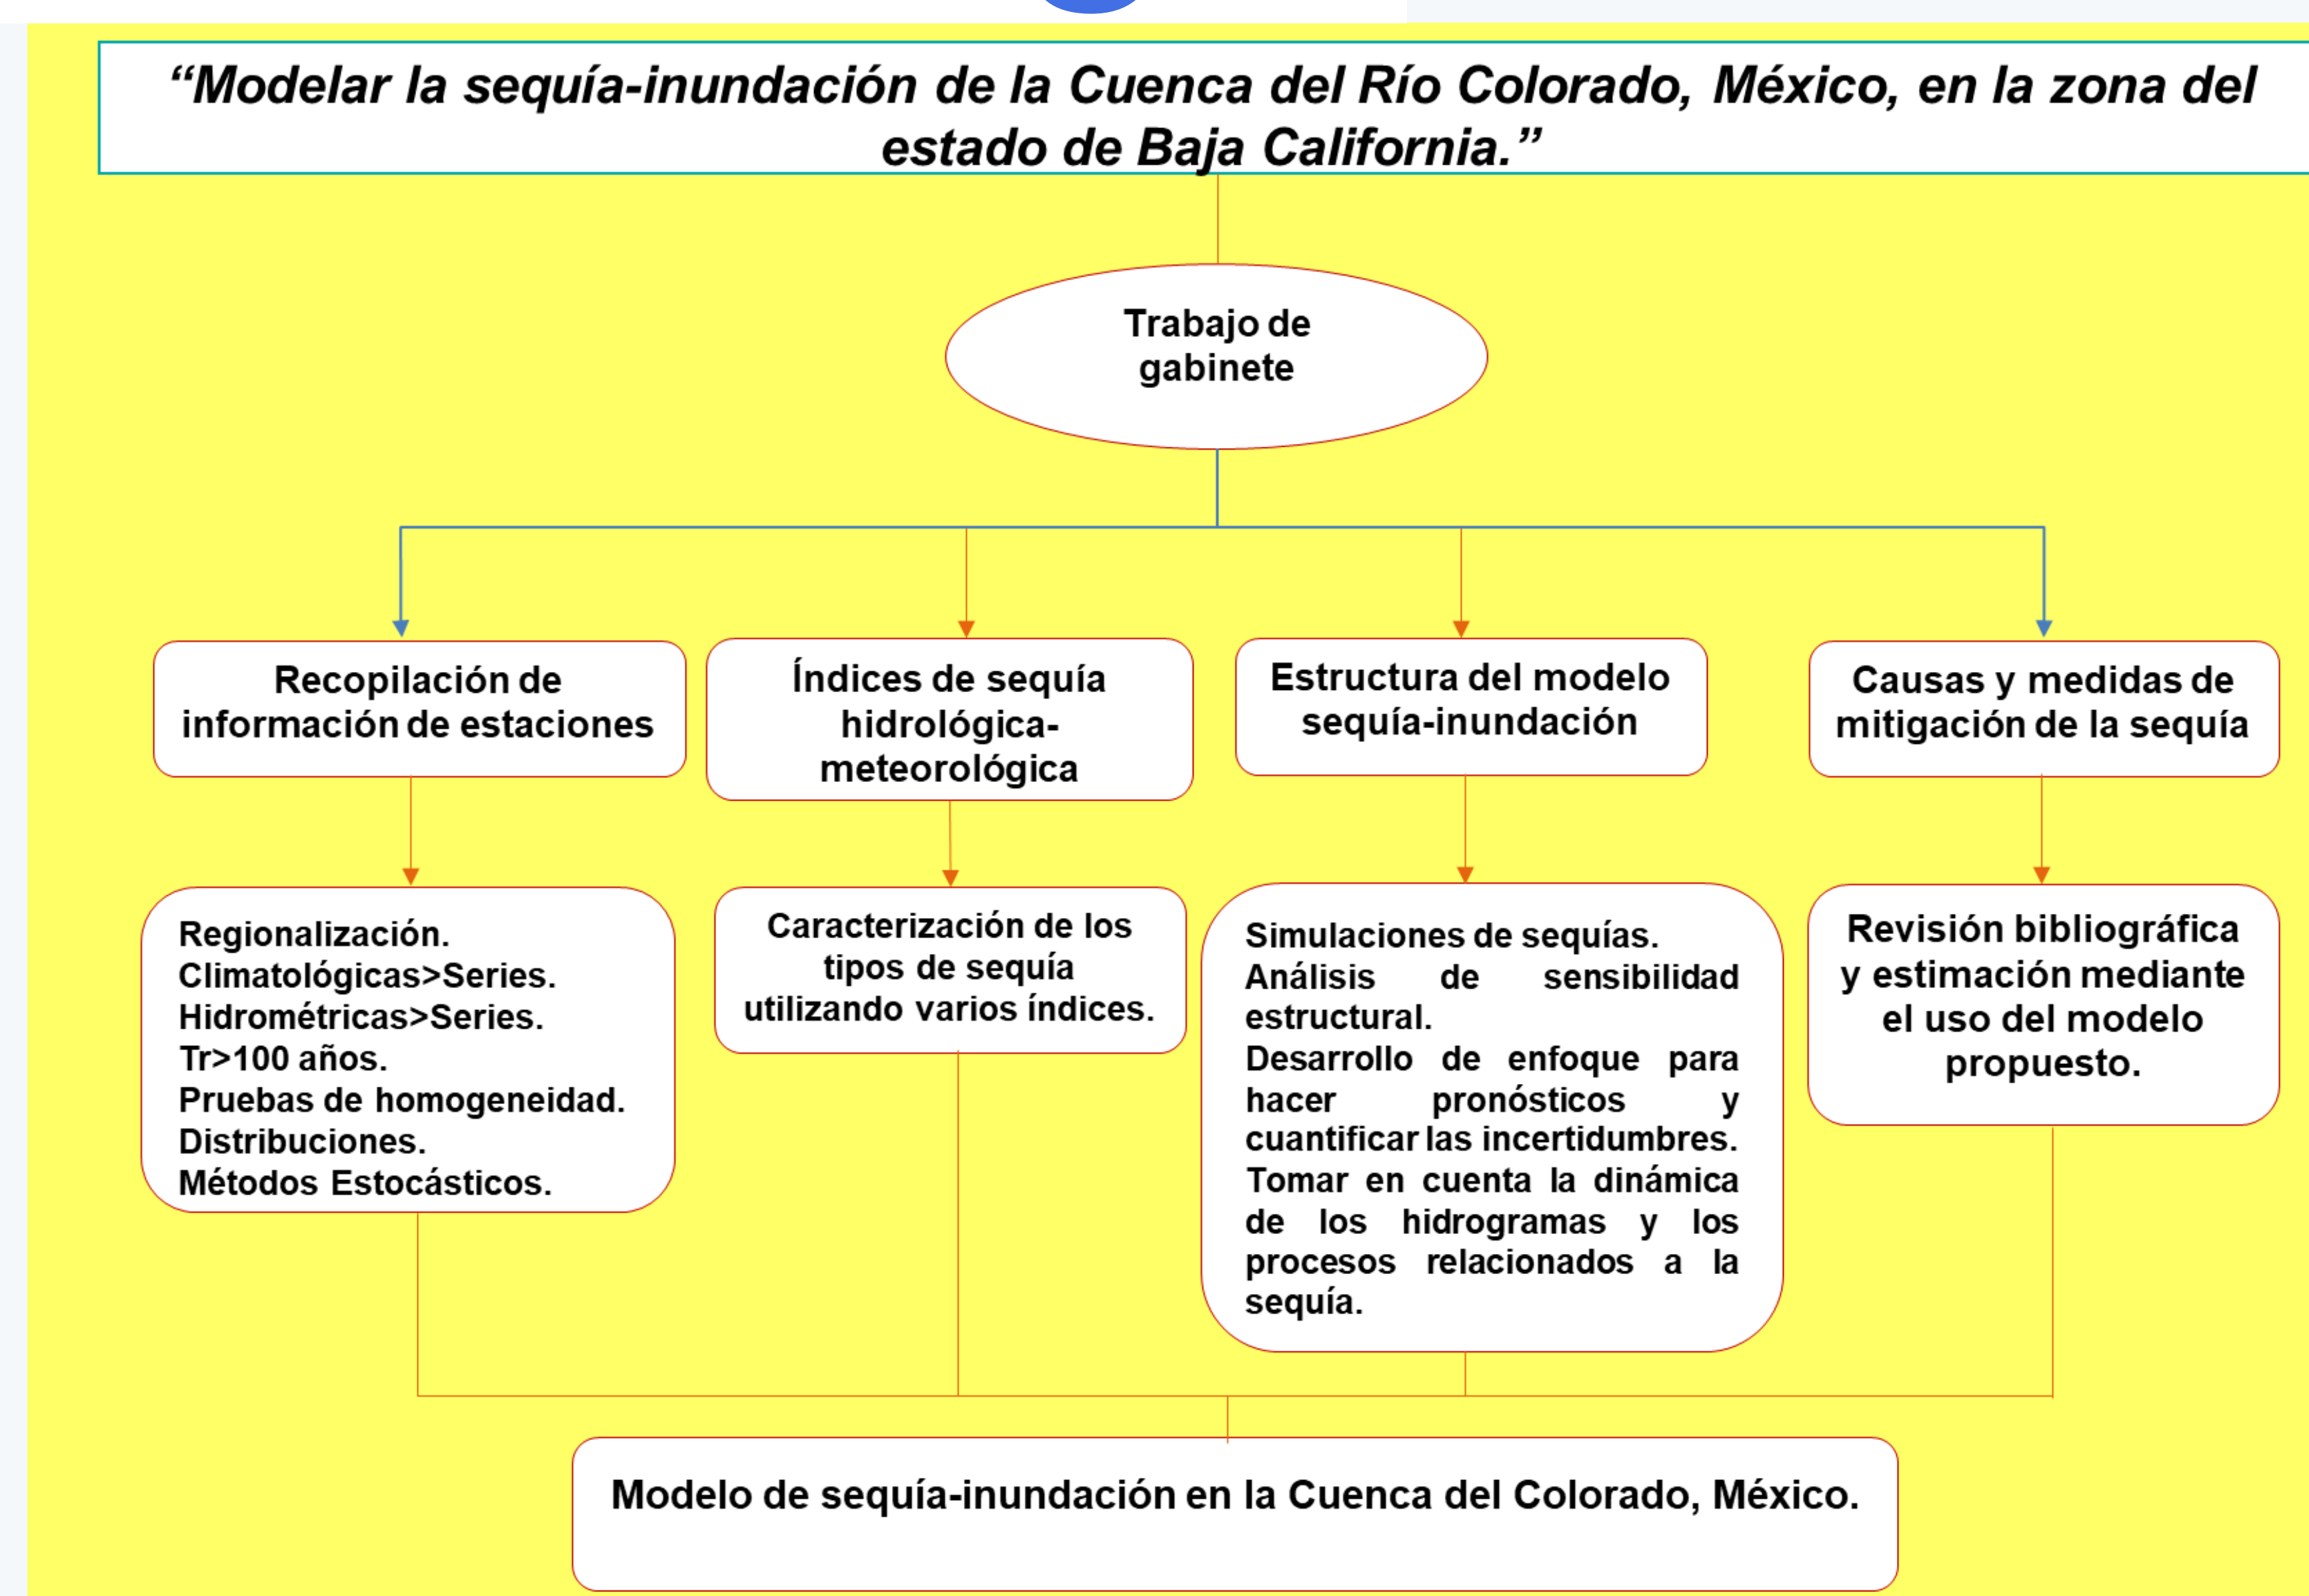 “Modelar la sequía-inundación de la Cuenca del Río Colorado, México, en la zona del
estado de Baja California.”
Trabajo de
gabinete
Recopilación de
información de estaciones
Índices de sequía
hidrológica-
meteorológica
Estructura del modelo
sequía-inundación
Causas y medidas de
mitigación de la sequía
Regionalización.
Climatológicas>Series.
Hidrométricas>Series.
Tr>100 años.
Pruebas de homogeneidad.
Distribuciones.
Métodos Estocásticos.
Caracterización de los
tipos de sequía
utilizando varios índices.
Simulaciones de sequías.
Análisis de sensibilidad
estructural.
Desarrollo de enfoque para
hacer pronósticos y
cuantificar las incertidumbres.
Tomar en cuenta la dinámica
de los hidrogramas y los
procesos relacionados a la
sequía.
Revisión bibliográfica
y estimación mediante
el uso del modelo
propuesto.
Modelo de sequía-inundación en la Cuenca del Colorado, México.